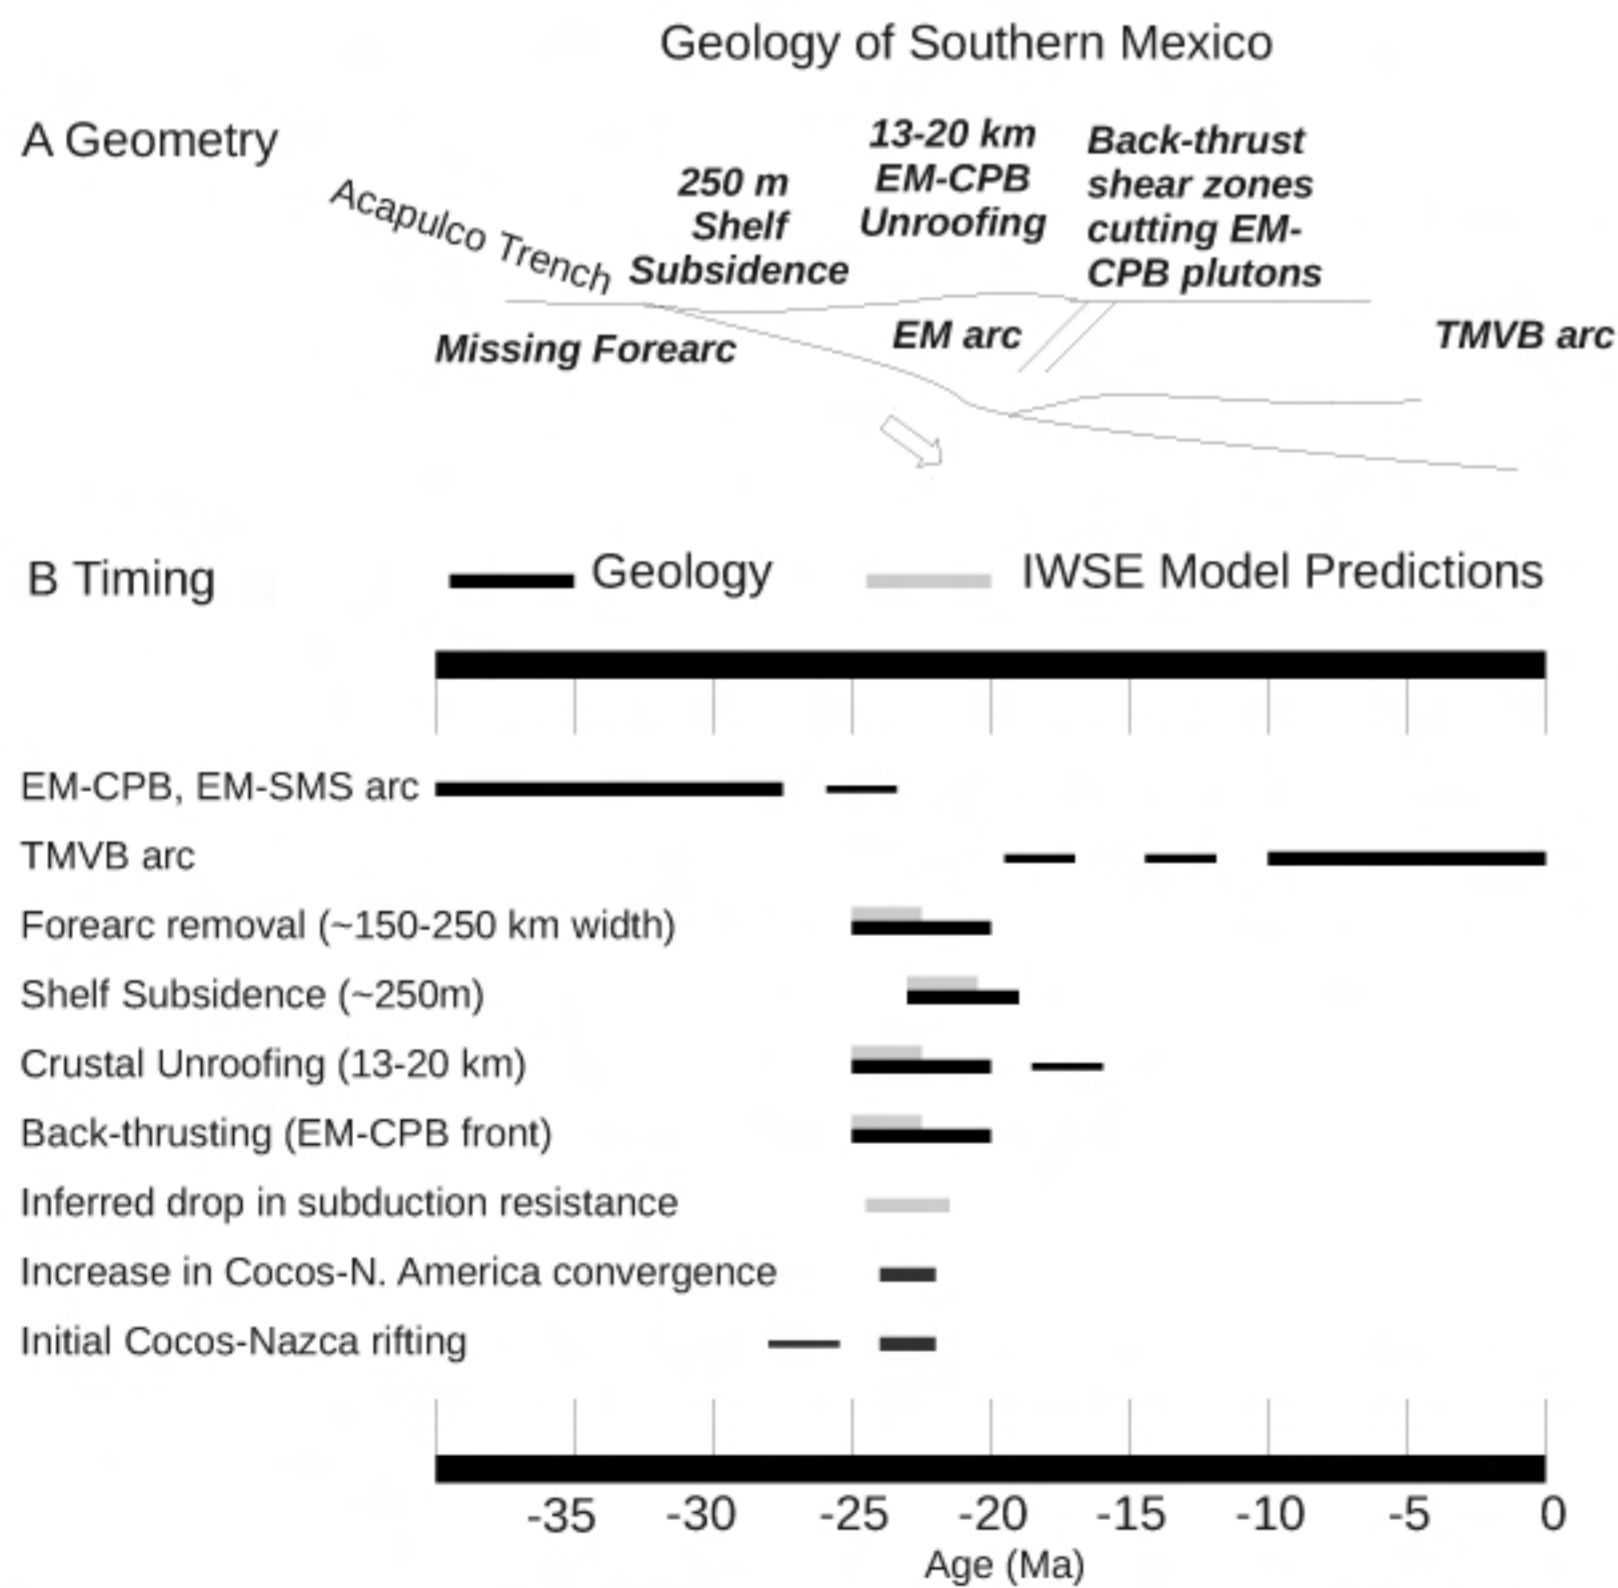 Geology of Southern Mexico
A Geometry
Acapulco Trench
250 m
Shelf
Subsidence
13-20 km
EM-CPB
Unroofing
Back-thrust
shear zones
cutting EM-
CPB plutons
Missing Forearc
EM arc
TMVB arc
B Timing
Geology
IWSE Model Predictions
EM-CPB, EM-SMS arc
TMVB arc
Forearc removal (~150-250 km width)
Shelf Subsidence (~250m)
Crustal Unroofing (13-20 km)
Back-thrusting (EM-CPB front)
Inferred drop in subduction resistance
Increase in Cocos-N. America convergence
Initial Cocos-Nazca rifting
-35 -30 -25 -20 -15 -10 -5 0
Age (Ma)